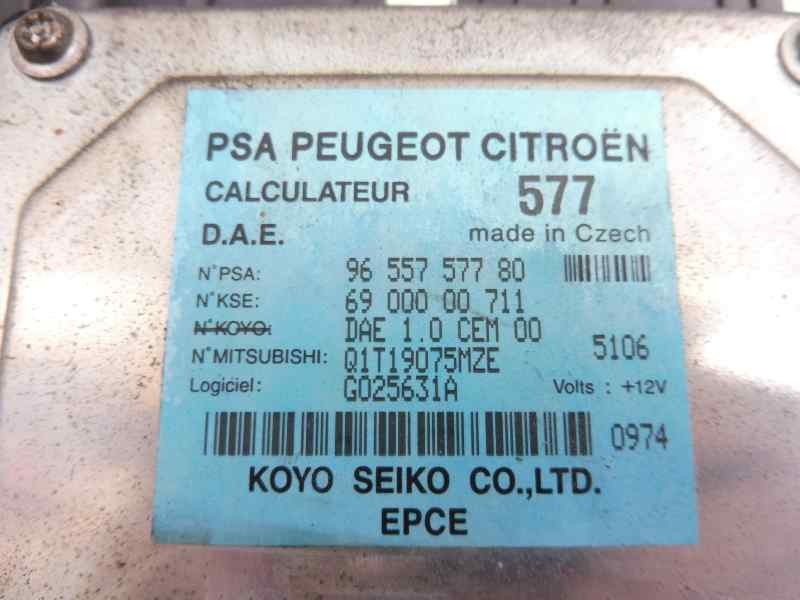 PSA PEUGEOT CITROËN
CALCULATEUR 577
D.A.E. made in Czech
N°PSA: 96 557 577 80
N°KSE: 69 000 00 711
N°KOYO: DAE 1.0 CEM 00
N°MITSUBISHI: Q1T19075MZE 5106
Logiciel: G025631A Volts : +12V
0974
KOYO SEIKO CO.,LTD.
EPCE